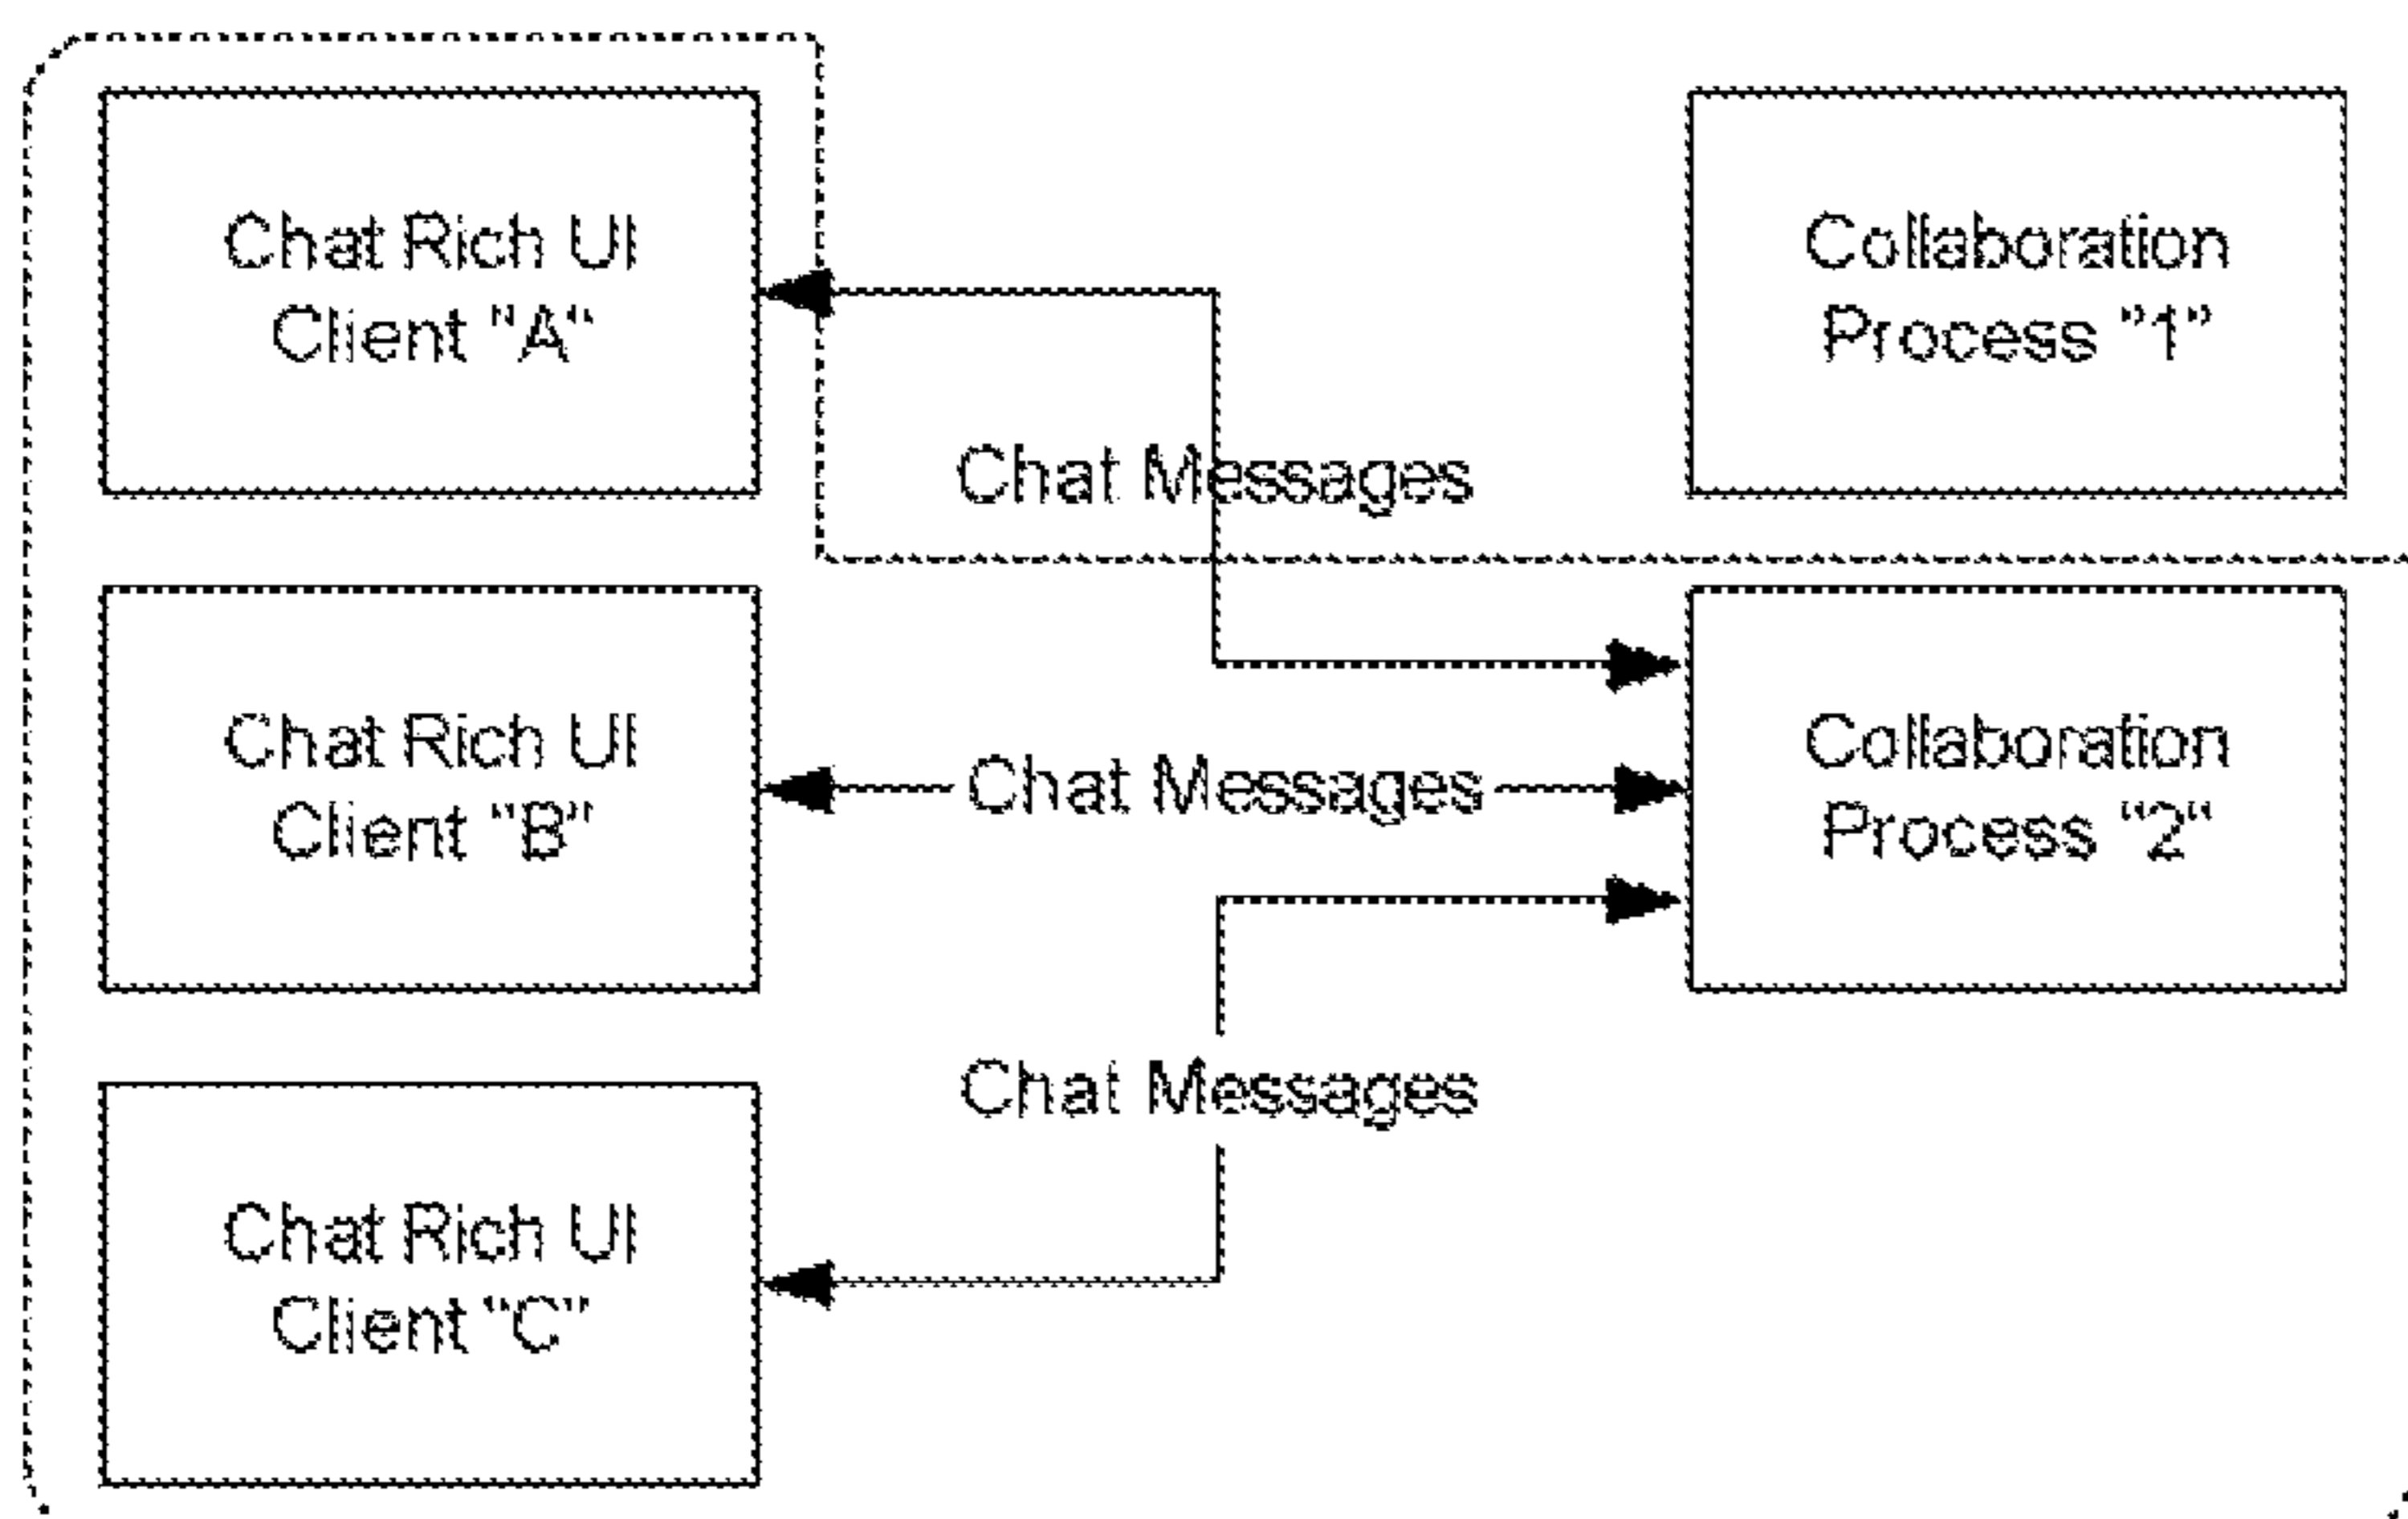 Chat Rich UI
Client "A"
Collaboration
Process "1"
Chat Messages
Chat Rich UI
Client "B"
Chat Messages
Collaboration
Process "2"
Chat Messages
Chat Rich UI
Client "C"